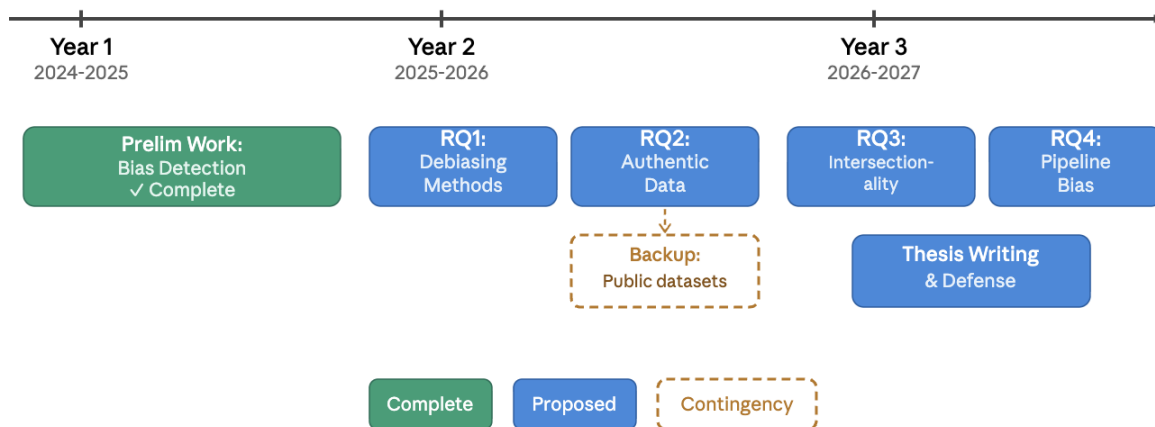 Year 1
2024-2025
Year 2
2025-2026
Year 3
2026-2027
Prelim Work:
Bias Detection
✓ Complete
RQ1:
Debiasing
Methods
RQ2:
Authentic
Data
RQ3:
Intersection-
ality
RQ4:
Pipeline
Bias
Backup:
Public datasets
Thesis Writing
& Defense
Complete
Proposed
Contingency